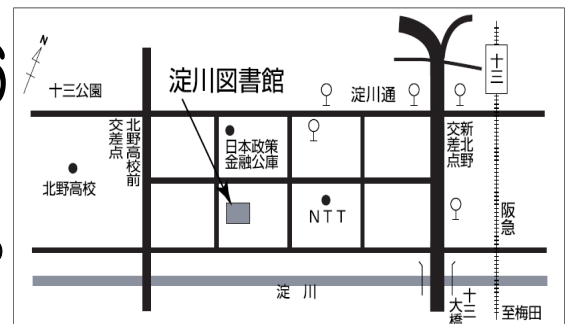 N
十三公園
淀川図書館
淀川通
十三
北野高校前
交差点
日本政策
金融公庫
新北野
交差点
北野高校
NTT
阪急
淀川
十三
大橋
至梅田